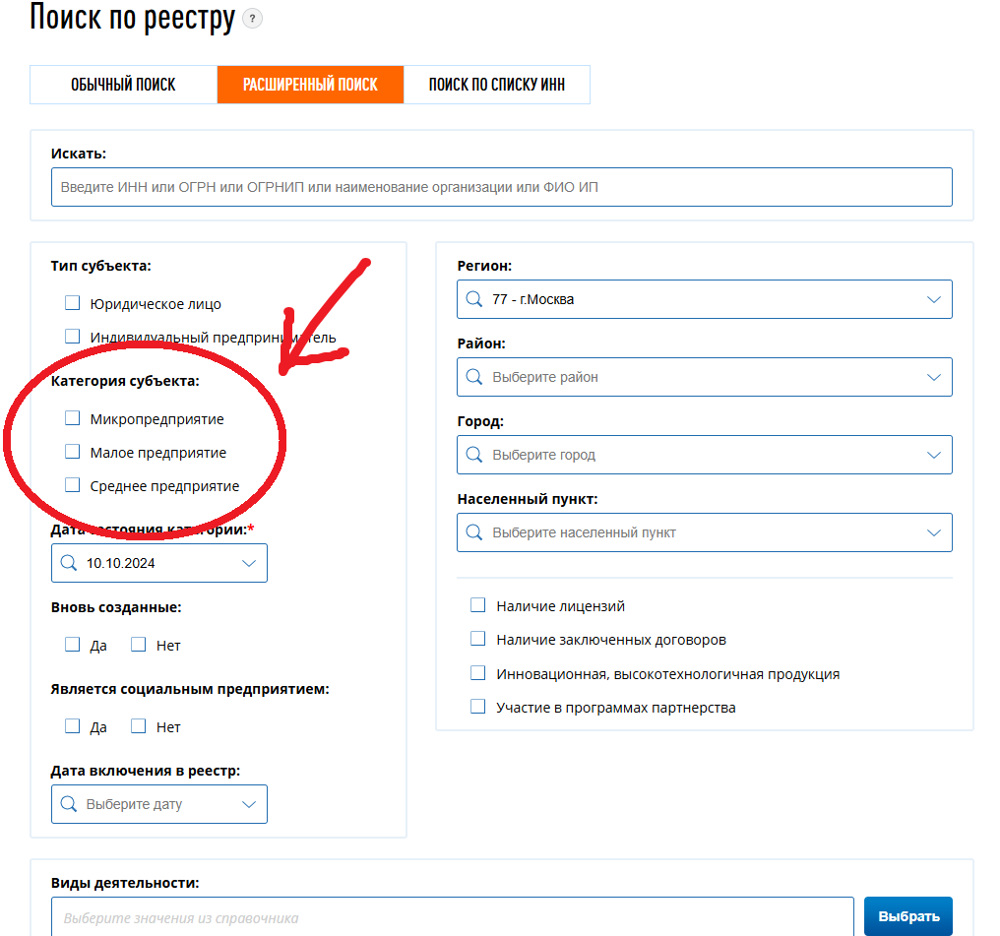 Поиск по реестру ?
ОБЫЧНЫЙ ПОИСК РАСШИРЕННЫЙ ПОИСК ПОИСК ПО СПИСКУ ИНН
Искать:
Введите ИНН или ОГРН или ОГРНИП или наименование организации или ФИО ИП
Тип субъекта:
Юридическое лицо
Индивидуальный предприниматель
Категория субъекта:
Микропредприятие
Малое предприятие
Среднее предприятие
Дата состояния категории:*
10.10.2024
Вновь созданные:
Да Нет
Является социальным предприятием:
Да Нет
Дата включения в реестр:
Выберите дату
Регион:
77 - г.Москва
Район:
Выберите район
Город:
Выберите город
Населенный пункт:
Выберите населенный пункт
Наличие лицензий
Наличие заключенных договоров
Инновационная, высокотехнологичная продукция
Участие в программах партнерства
Виды деятельности:
Выберите значения из справочника
Выбрать